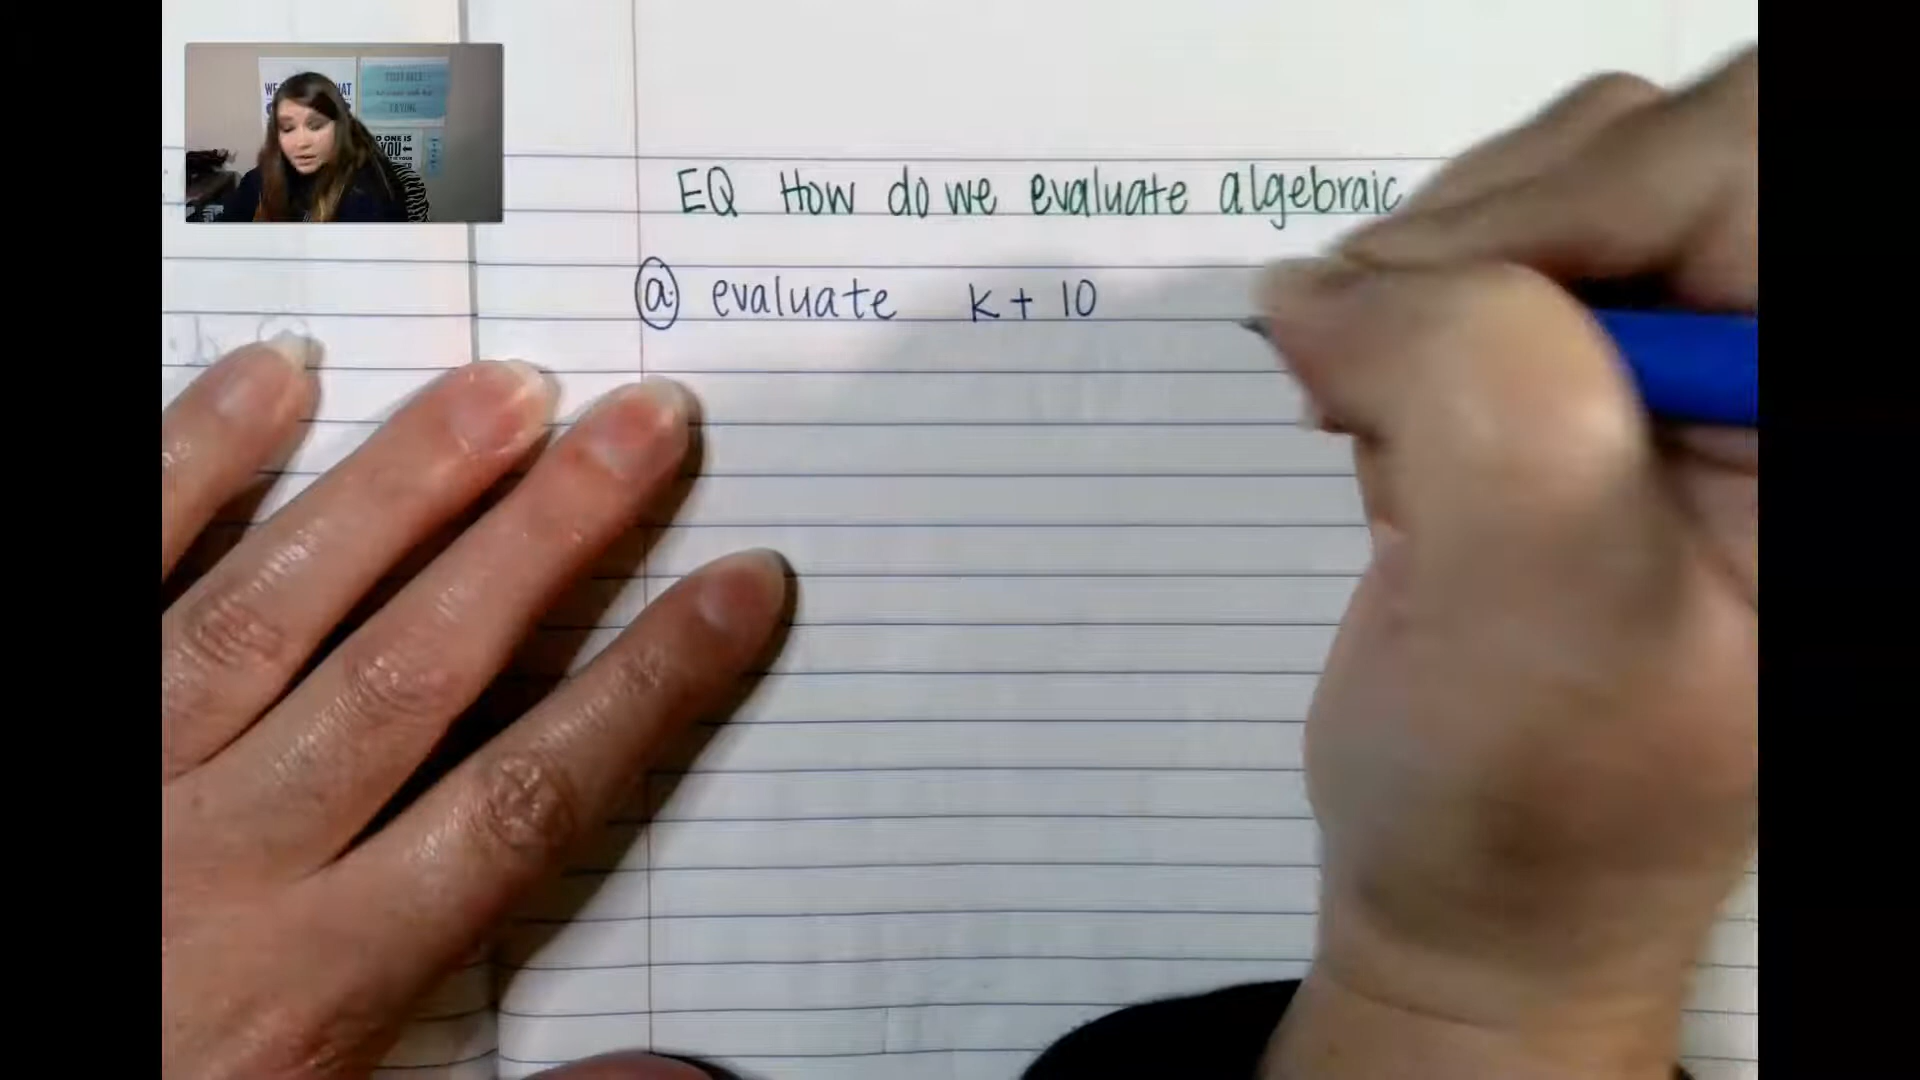 EQ How do we evaluate algebraic
a. evaluate k + 10